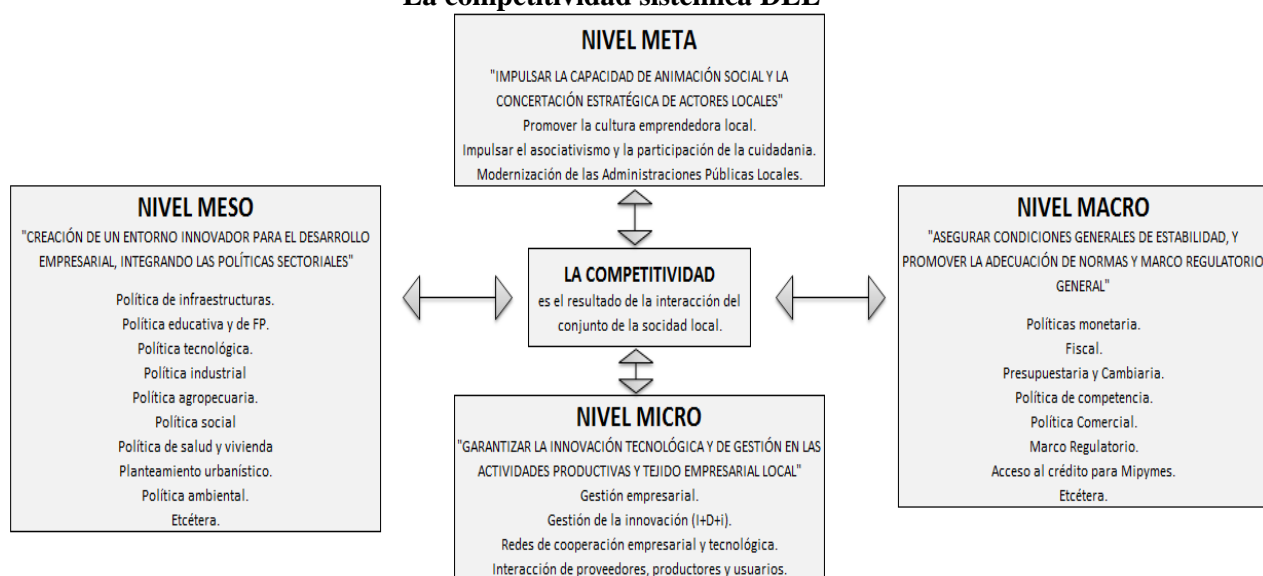 La competitividad sistémica DEL
NIVEL META
"IMPULSAR LA CAPACIDAD DE ANIMACIÓN SOCIAL Y LA
CONCERTACIÓN ESTRATÉGICA DE ACTORES LOCALES"
Promover la cultura emprendedora local.
Impulsar el asociativismo y la participación de la cuidadania.
Modernización de las Administraciones Públicas Locales.
NIVEL MESO
"CREACIÓN DE UN ENTORNO INNOVADOR PARA EL DESARROLLO
EMPRESARIAL, INTEGRANDO LAS POLÍTICAS SECTORIALES"
Política de infraestructuras.
Política educativa y de FP.
Política tecnológica.
Política industrial
Política agropecuaria.
Política social
Política de salud y vivienda
Planteamiento urbanístico.
Política ambiental.
Etcétera.
LA COMPETITIVIDAD
es el resultado de la interacción del
conjunto de la socidad local.
NIVEL MACRO
"ASEGURAR CONDICIONES GENERALES DE ESTABILIDAD, Y
PROMOVER LA ADECUACIÓN DE NORMAS Y MARCO REGULATORIO
GENERAL"
Políticas monetaria.
Fiscal.
Presupuestaria y Cambiaria.
Política de competencia.
Política Comercial.
Marco Regulatorio.
Acceso al crédito para Mipymes.
Etcétera.
NIVEL MICRO
"GARANTIZAR LA INNOVACIÓN TECNOLÓGICA Y DE GESTIÓN EN LAS
ACTIVIDADES PRODUCTIVAS Y TEJIDO EMPRESARIAL LOCAL"
Gestión empresarial.
Gestión de la innovación (I+D+i).
Redes de cooperación empresarial y tecnológica.
Interacción de proveedores, productores y usuarios.